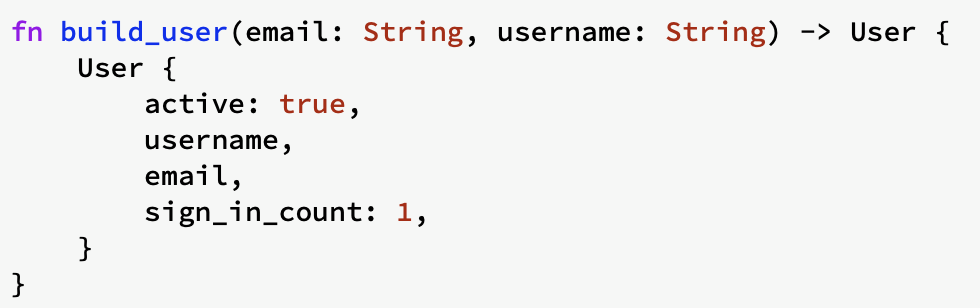 fn build_user(email: String, username: String) -> User {
    User {
        active: true,
        username,
        email,
        sign_in_count: 1,
    }
}